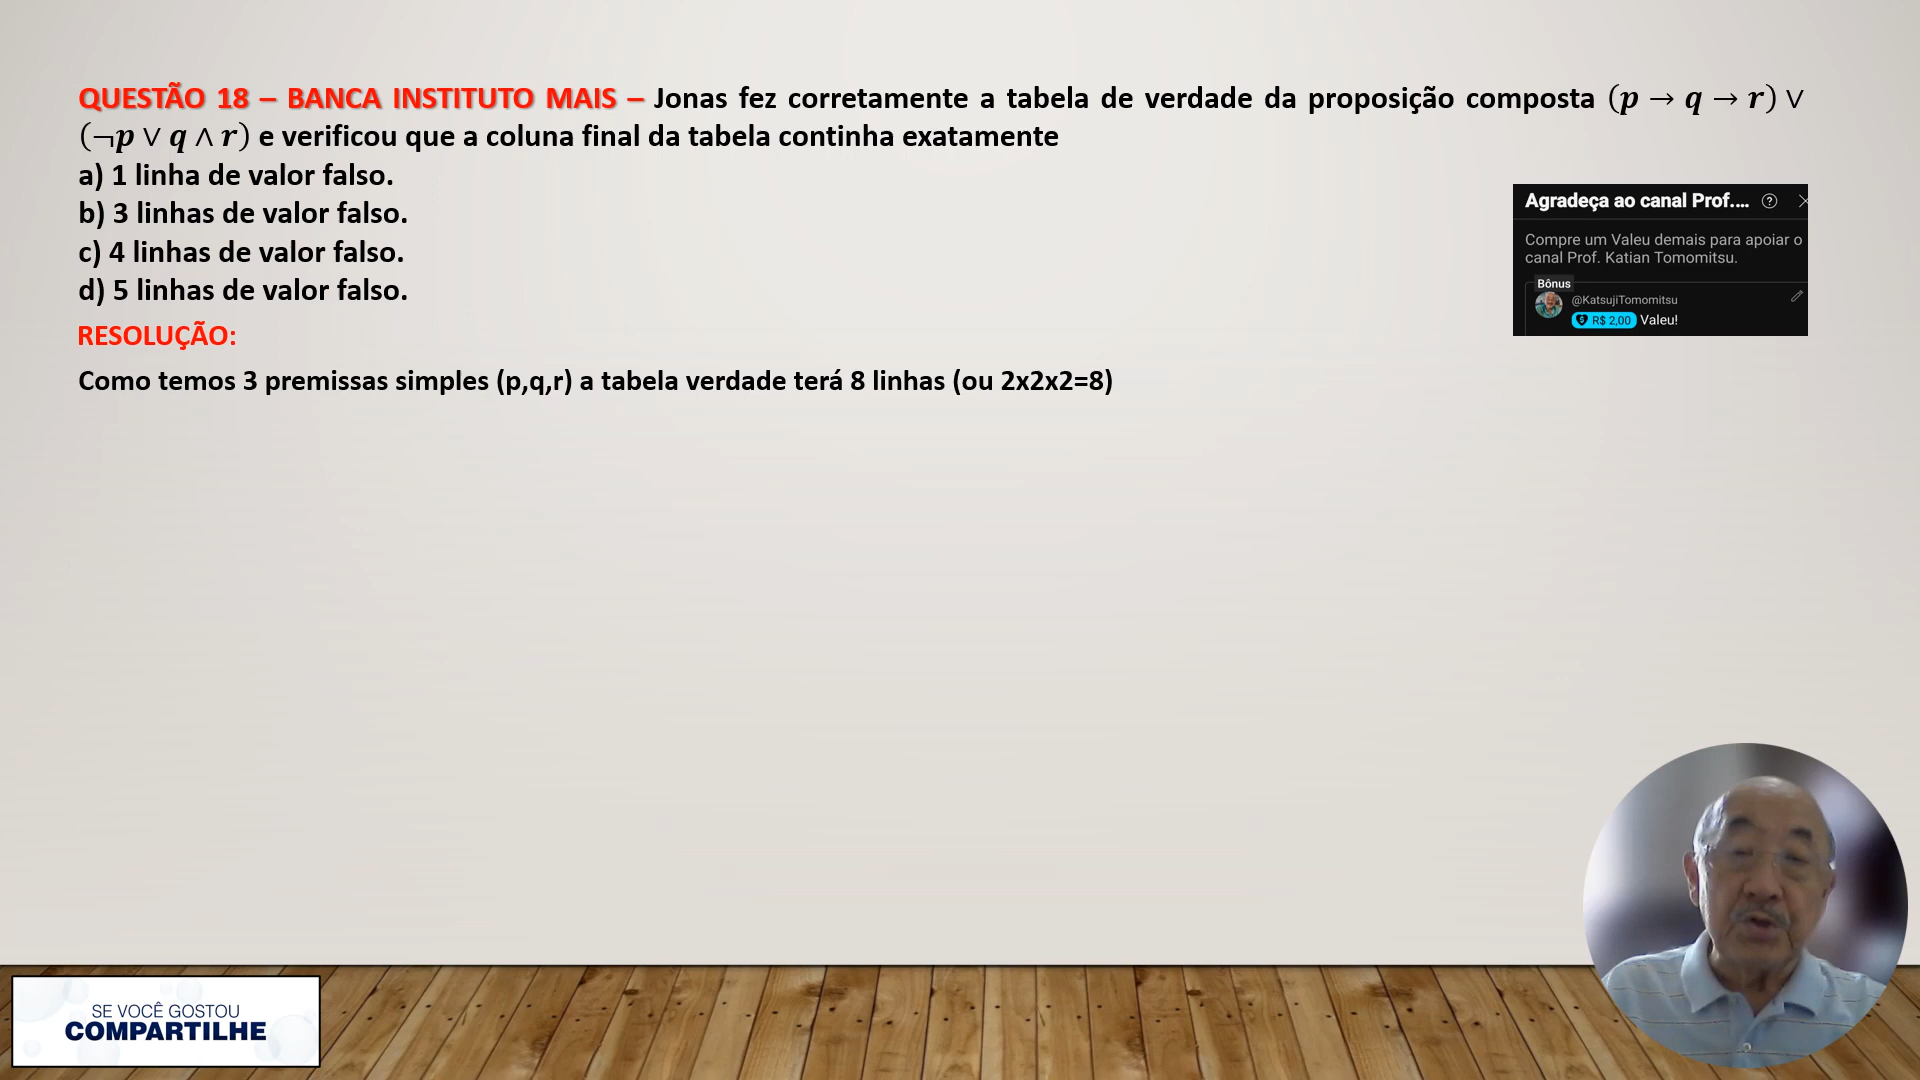 QUESTÃO 18 – BANCA INSTITUTO MAIS – Jonas fez corretamente a tabela de verdade da proposição composta (p → q → r) ∨
(¬p ∨ q ∧ r) e verificou que a coluna final da tabela continha exatamente
a) 1 linha de valor falso.
b) 3 linhas de valor falso.
c) 4 linhas de valor falso.
d) 5 linhas de valor falso.
RESOLUÇÃO:
Como temos 3 premissas simples (p,q,r) a tabela verdade terá 8 linhas (ou 2x2x2=8)
Agradeça ao canal Prof.... ?
Compre um Valeu demais para apoiar o
canal Prof. Katian Tomomitsu.
Bônus
@KatsujiTomomitsu
R$ 2,00 Valeu!
SE VOCÊ GOSTOU
COMPARTILHE